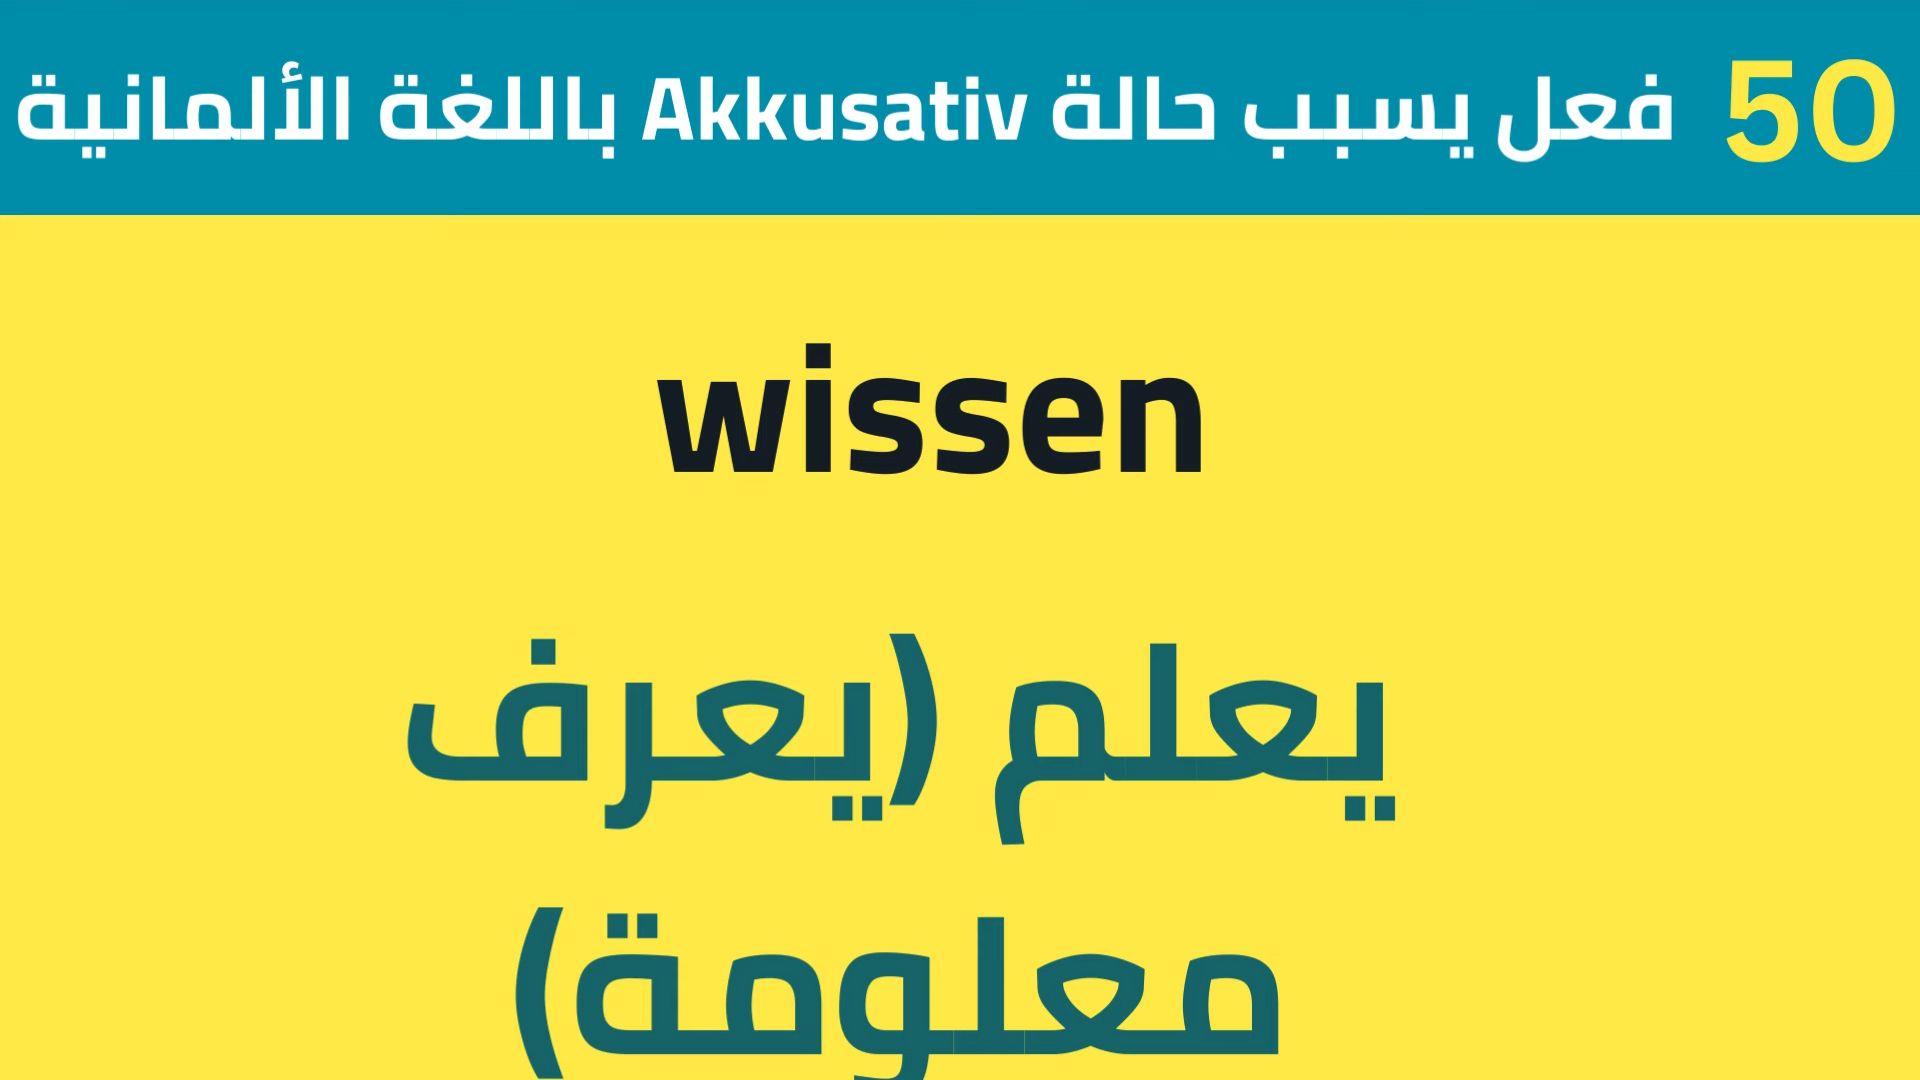 50 فعل يسبب حالة Akkusativ باللغة الألمانية
wissen
يعلم (يعرف
معلومة)